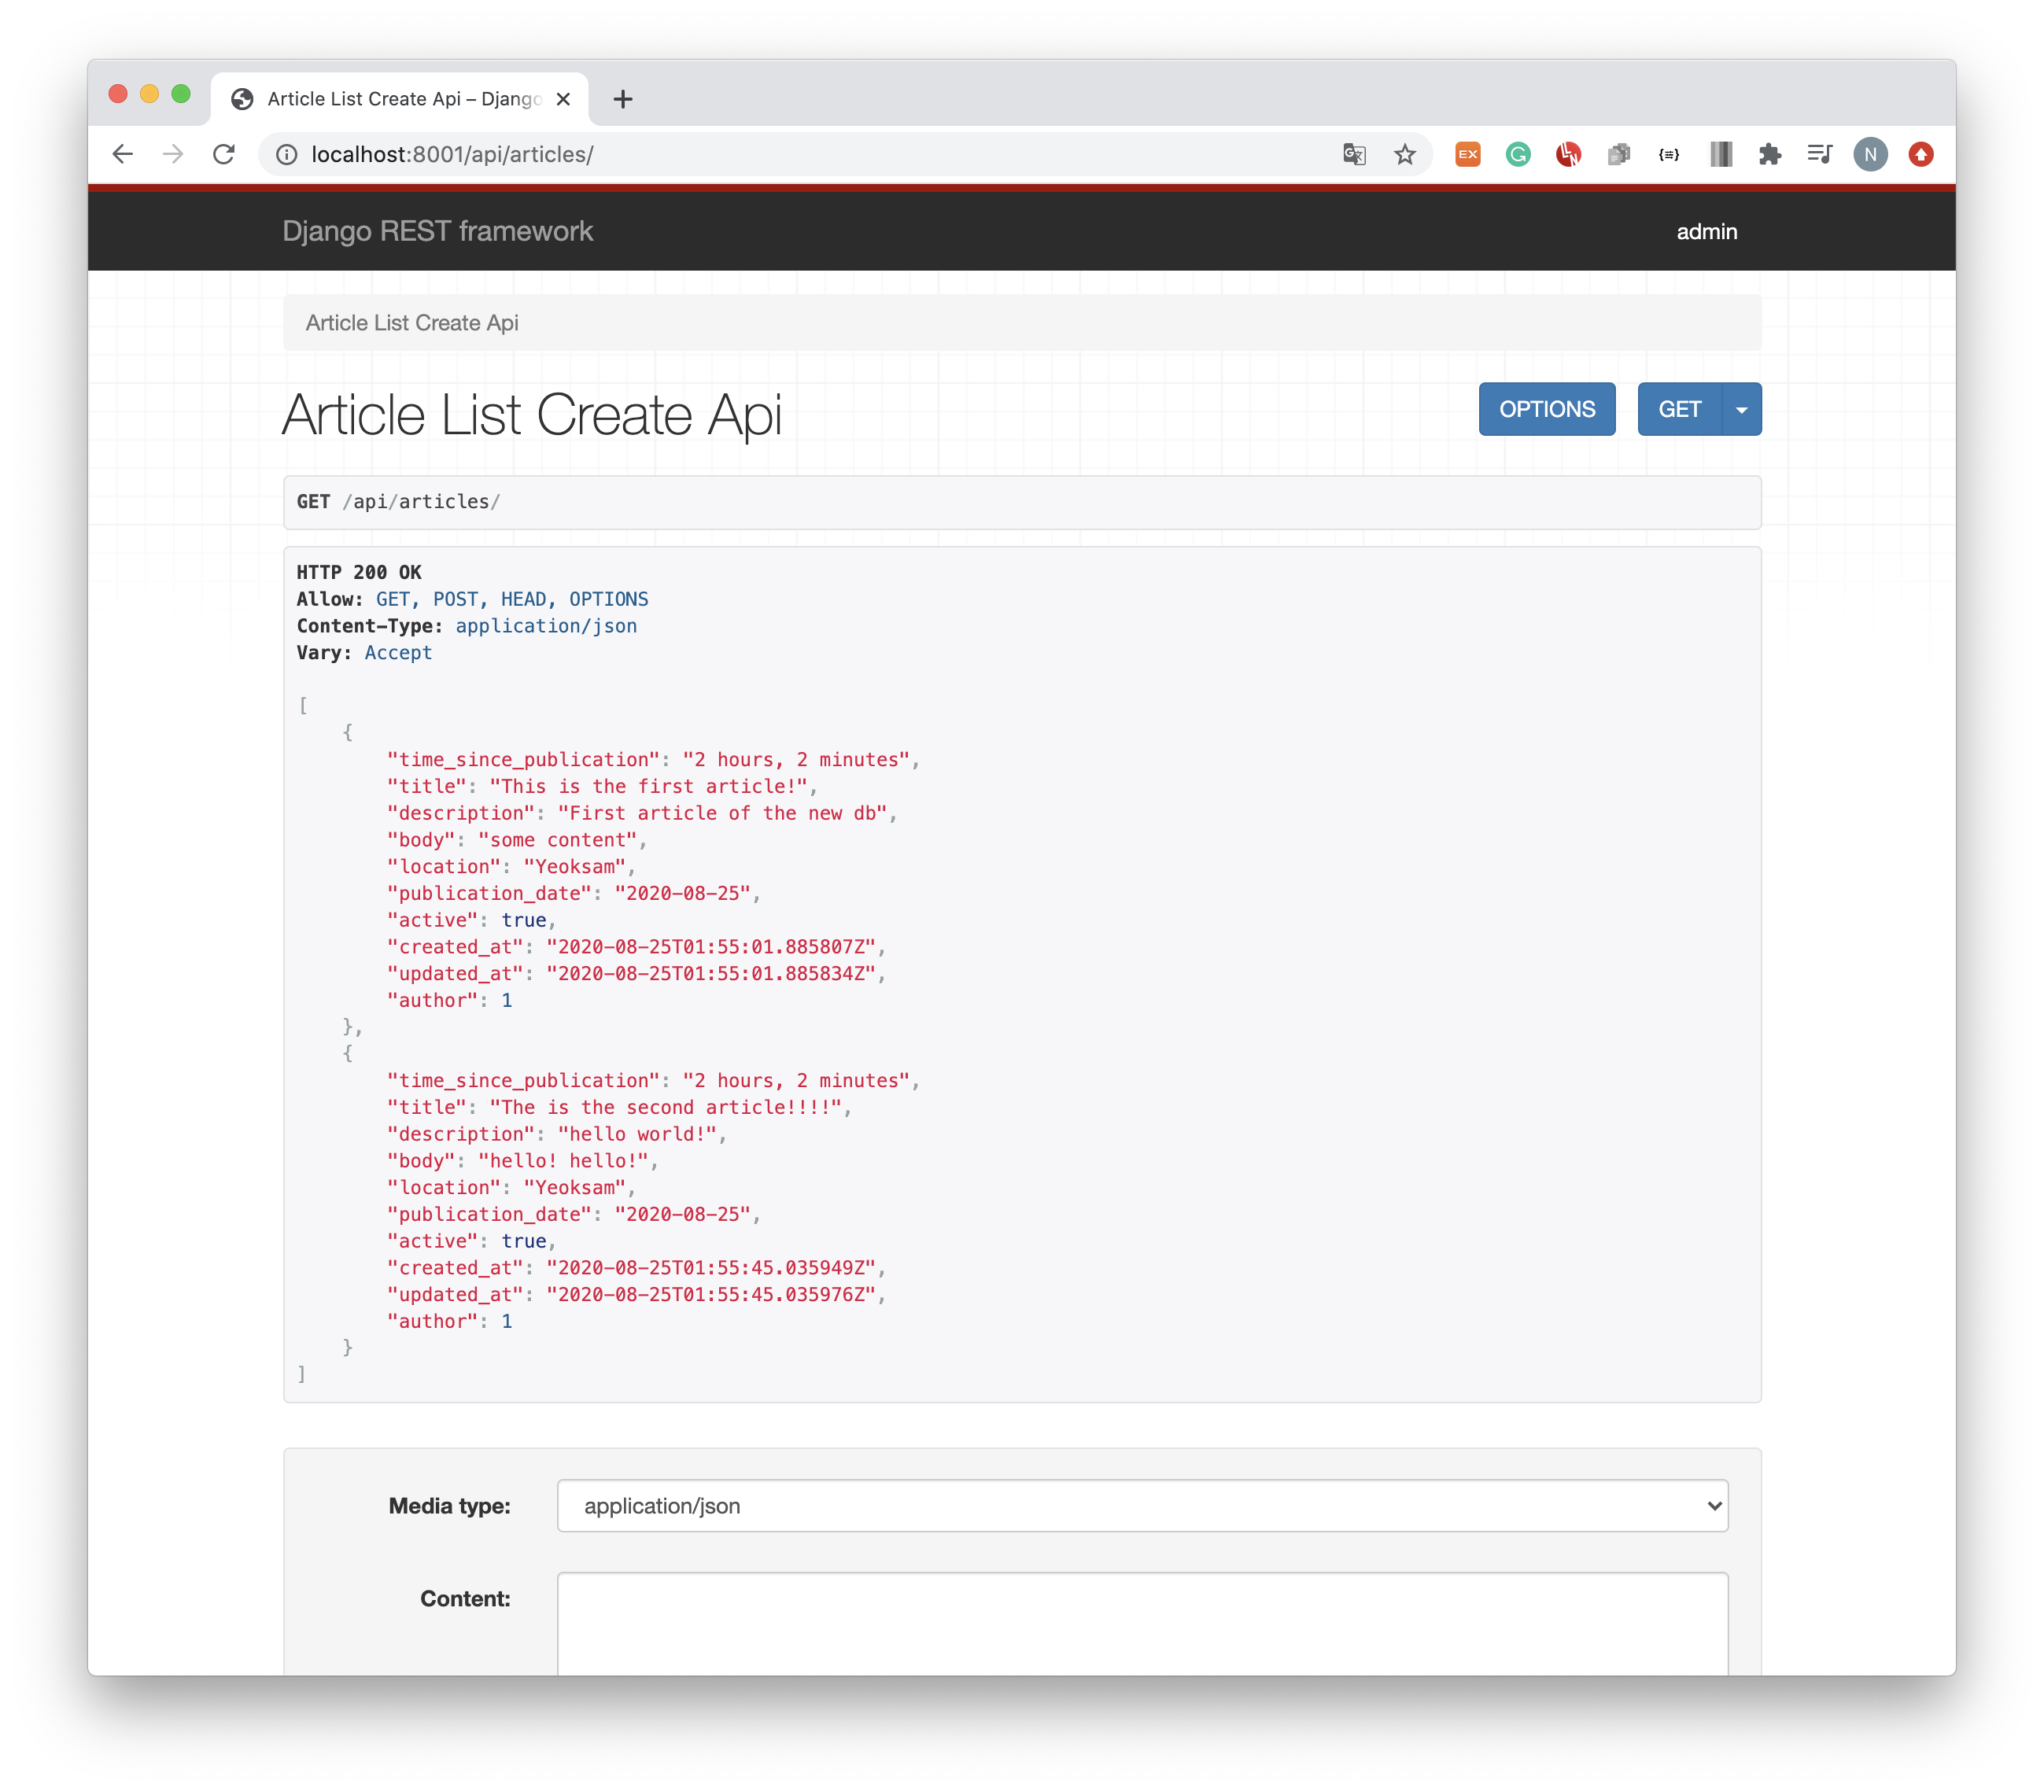 Article List Create Api – Django
localhost:8001/api/articles/
EX
N
Django REST framework
admin
Article List Create Api
Article List Create Api
OPTIONS
GET
GET /api/articles/
HTTP 200 OK
Allow: GET, POST, HEAD, OPTIONS
Content-Type: application/json
Vary: Accept
[
    {
        "time_since_publication": "2 hours, 2 minutes",
        "title": "This is the first article!",
        "description": "First article of the new db",
        "body": "some content",
        "location": "Yeoksam",
        "publication_date": "2020-08-25",
        "active": true,
        "created_at": "2020-08-25T01:55:01.885807Z",
        "updated_at": "2020-08-25T01:55:01.885834Z",
        "author": 1
    },
    {
        "time_since_publication": "2 hours, 2 minutes",
        "title": "The is the second article!!!!",
        "description": "hello world!",
        "body": "hello! hello!",
        "location": "Yeoksam",
        "publication_date": "2020-08-25",
        "active": true,
        "created_at": "2020-08-25T01:55:45.035949Z",
        "updated_at": "2020-08-25T01:55:45.035976Z",
        "author": 1
    }
]
Media type:
application/json
Content: